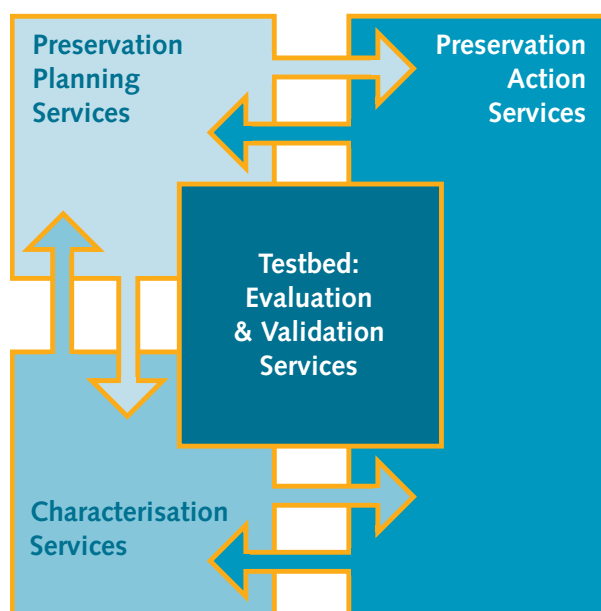 Preservation
Planning
Services
Preservation
Action
Services
Testbed:
Evaluation
& Validation
Services
Characterisation
Services